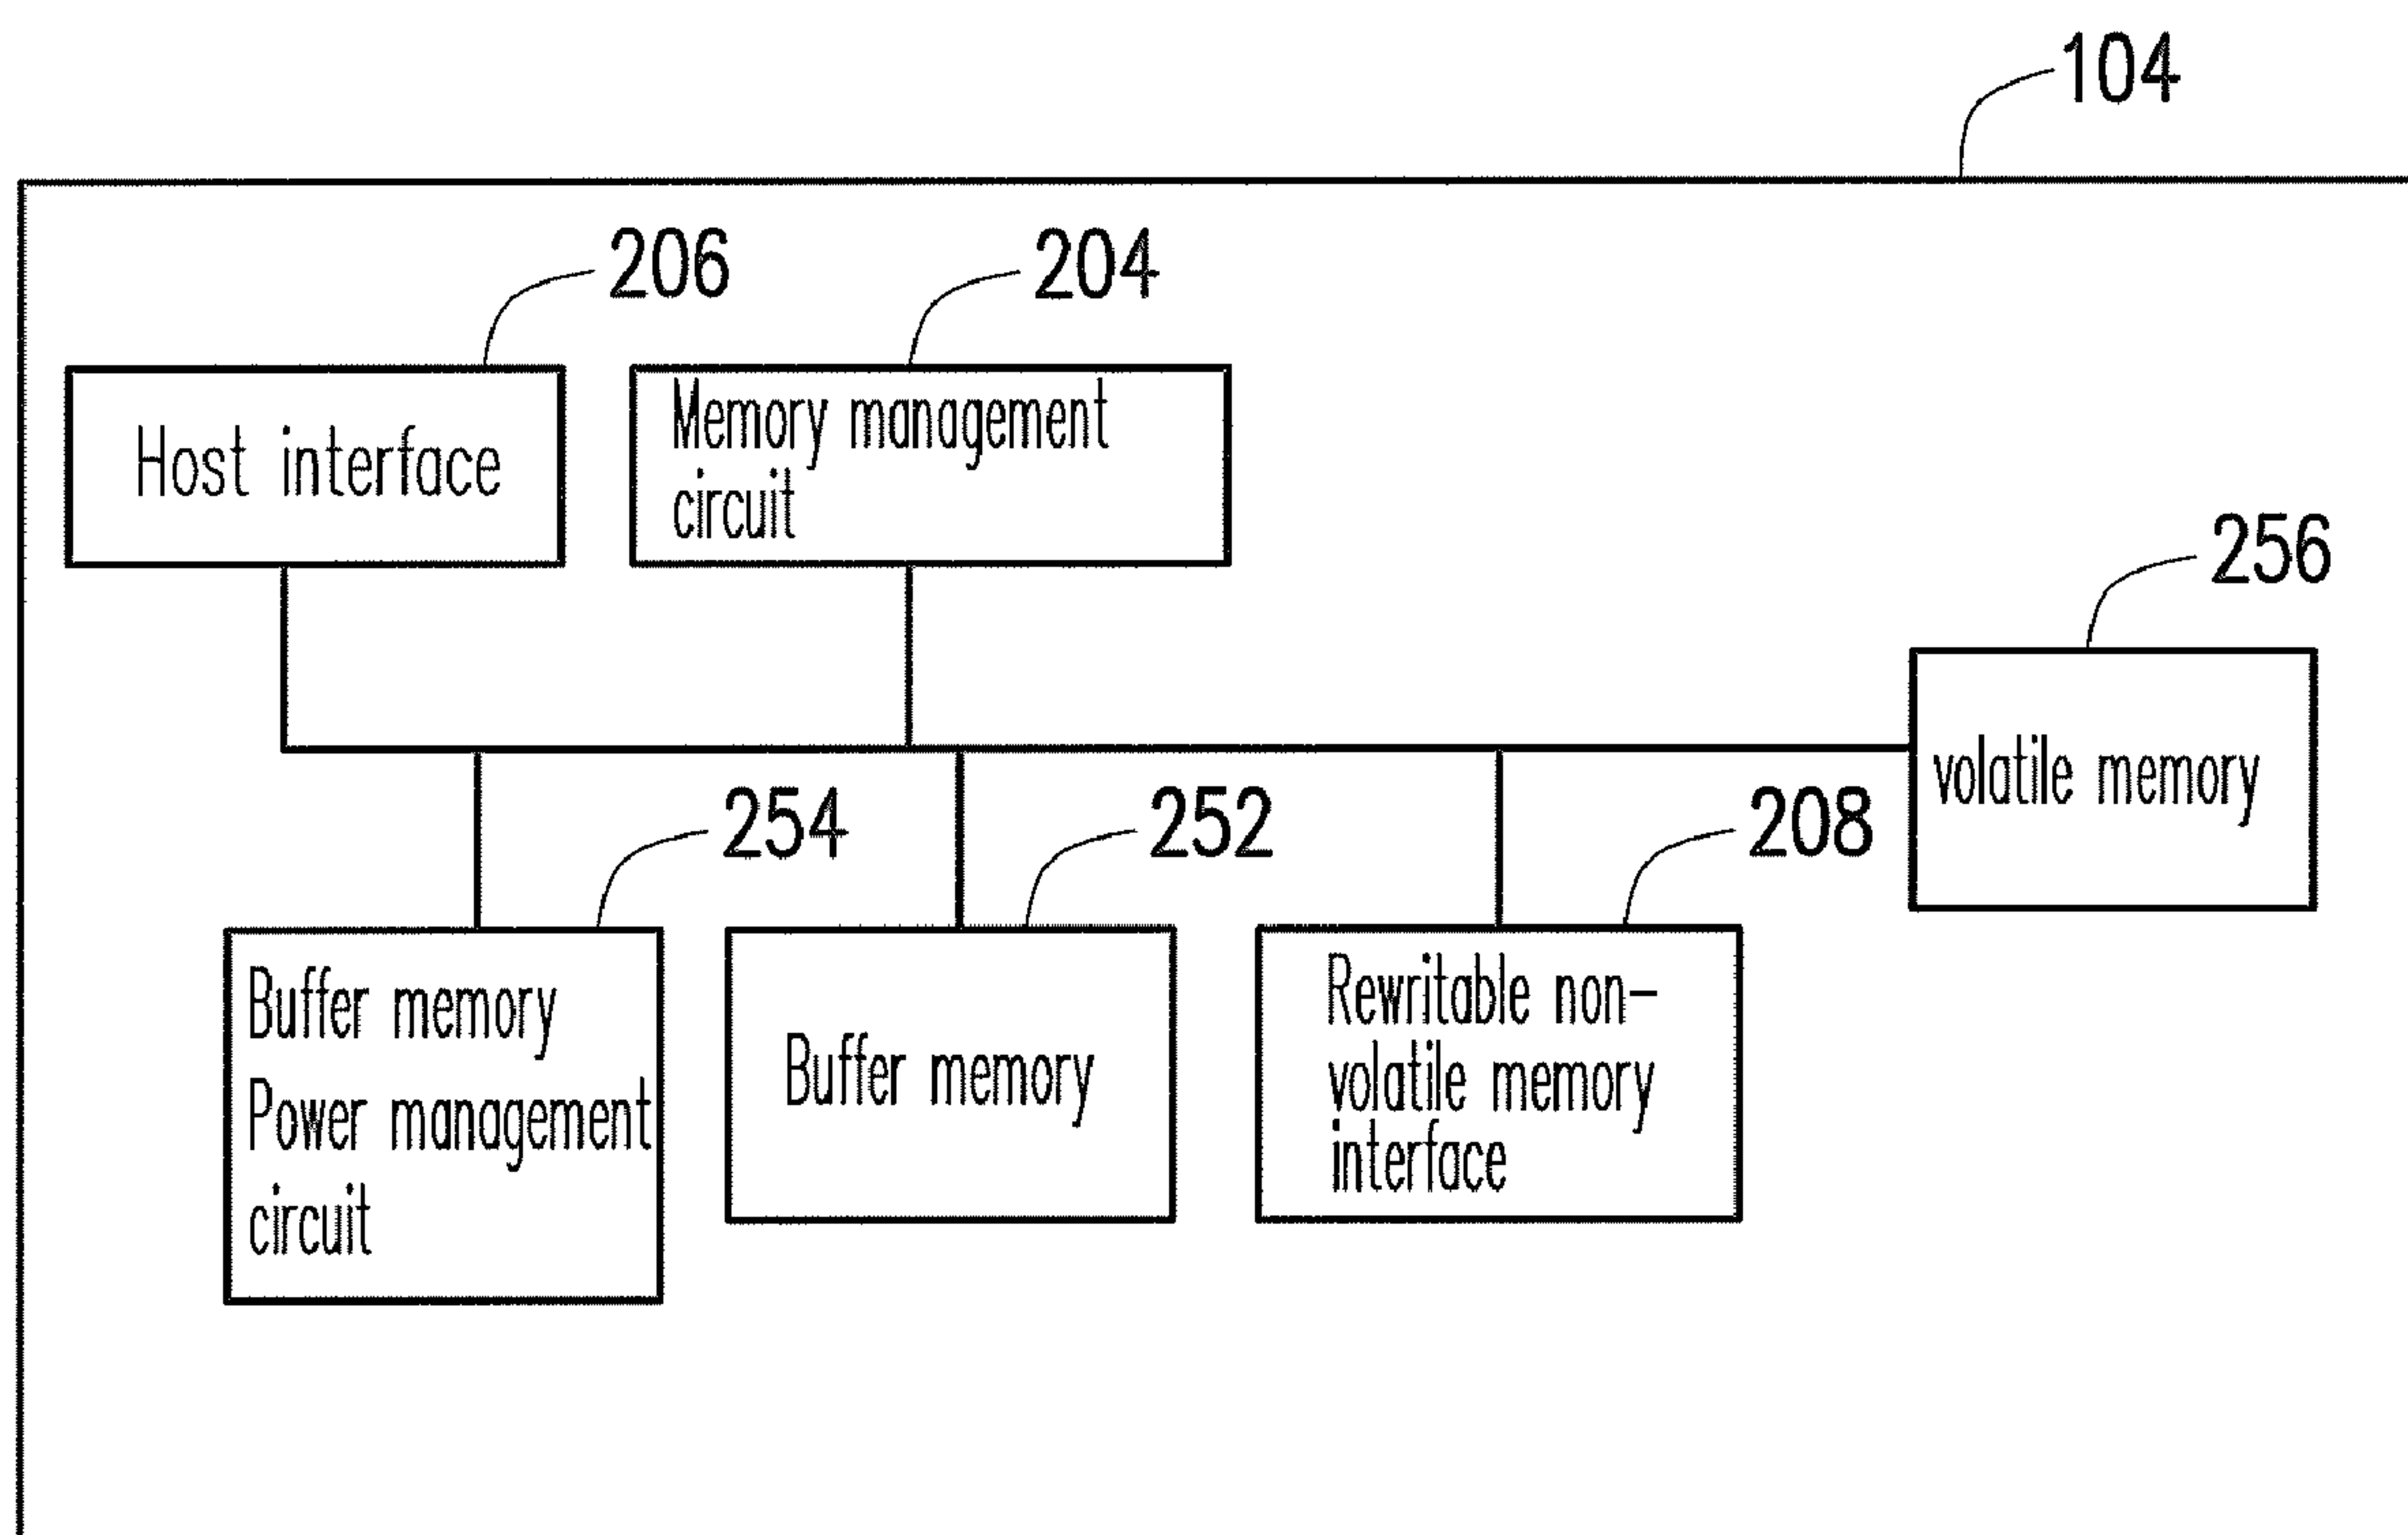 104
206
204
Host interface
Memory management
circuit
256
volatile memory
254
252
208
Buffer memory
Power management
circuit
Buffer memory
Rewritable non-
volatile memory
interface